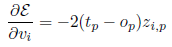 ∂ℰ/∂v_i = −2(t_p − o_p)z_{i,p}